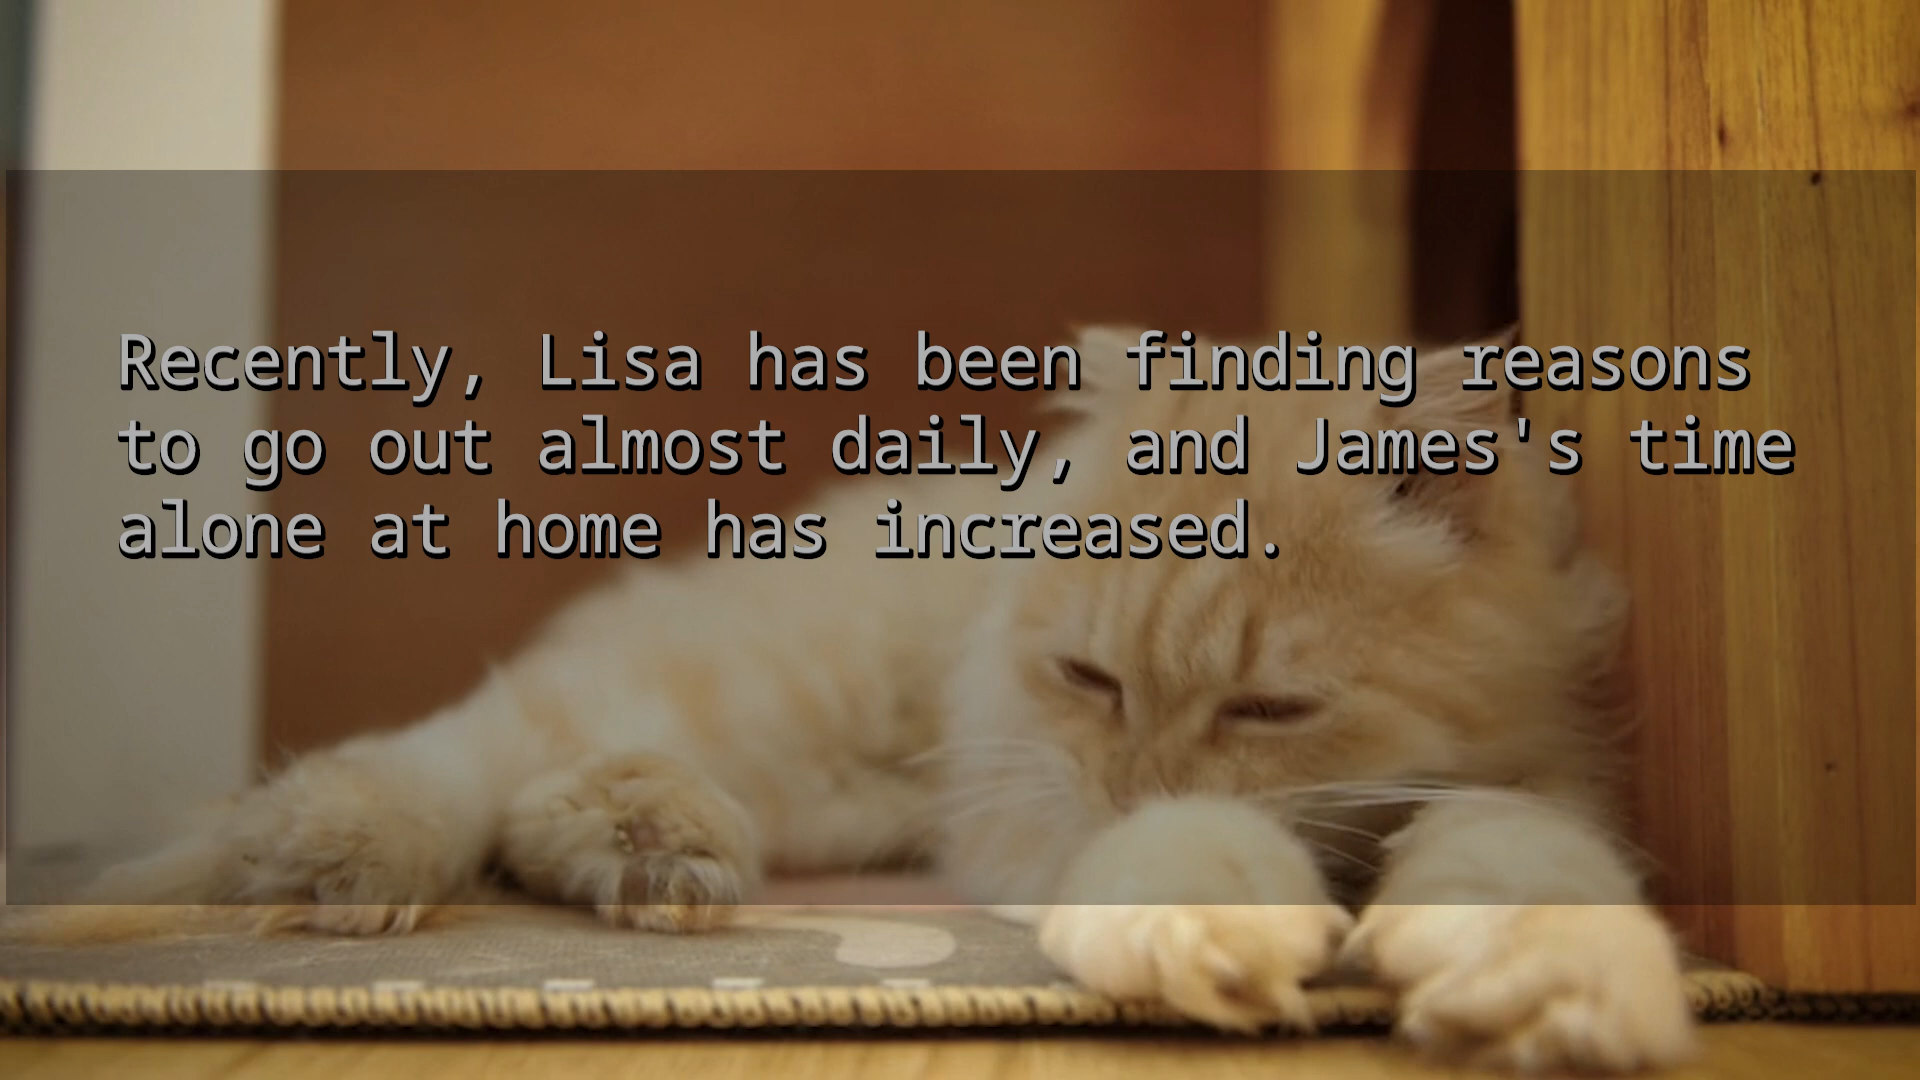 Recently, Lisa has been finding reasons
to go out almost daily, and James's time
alone at home has increased.